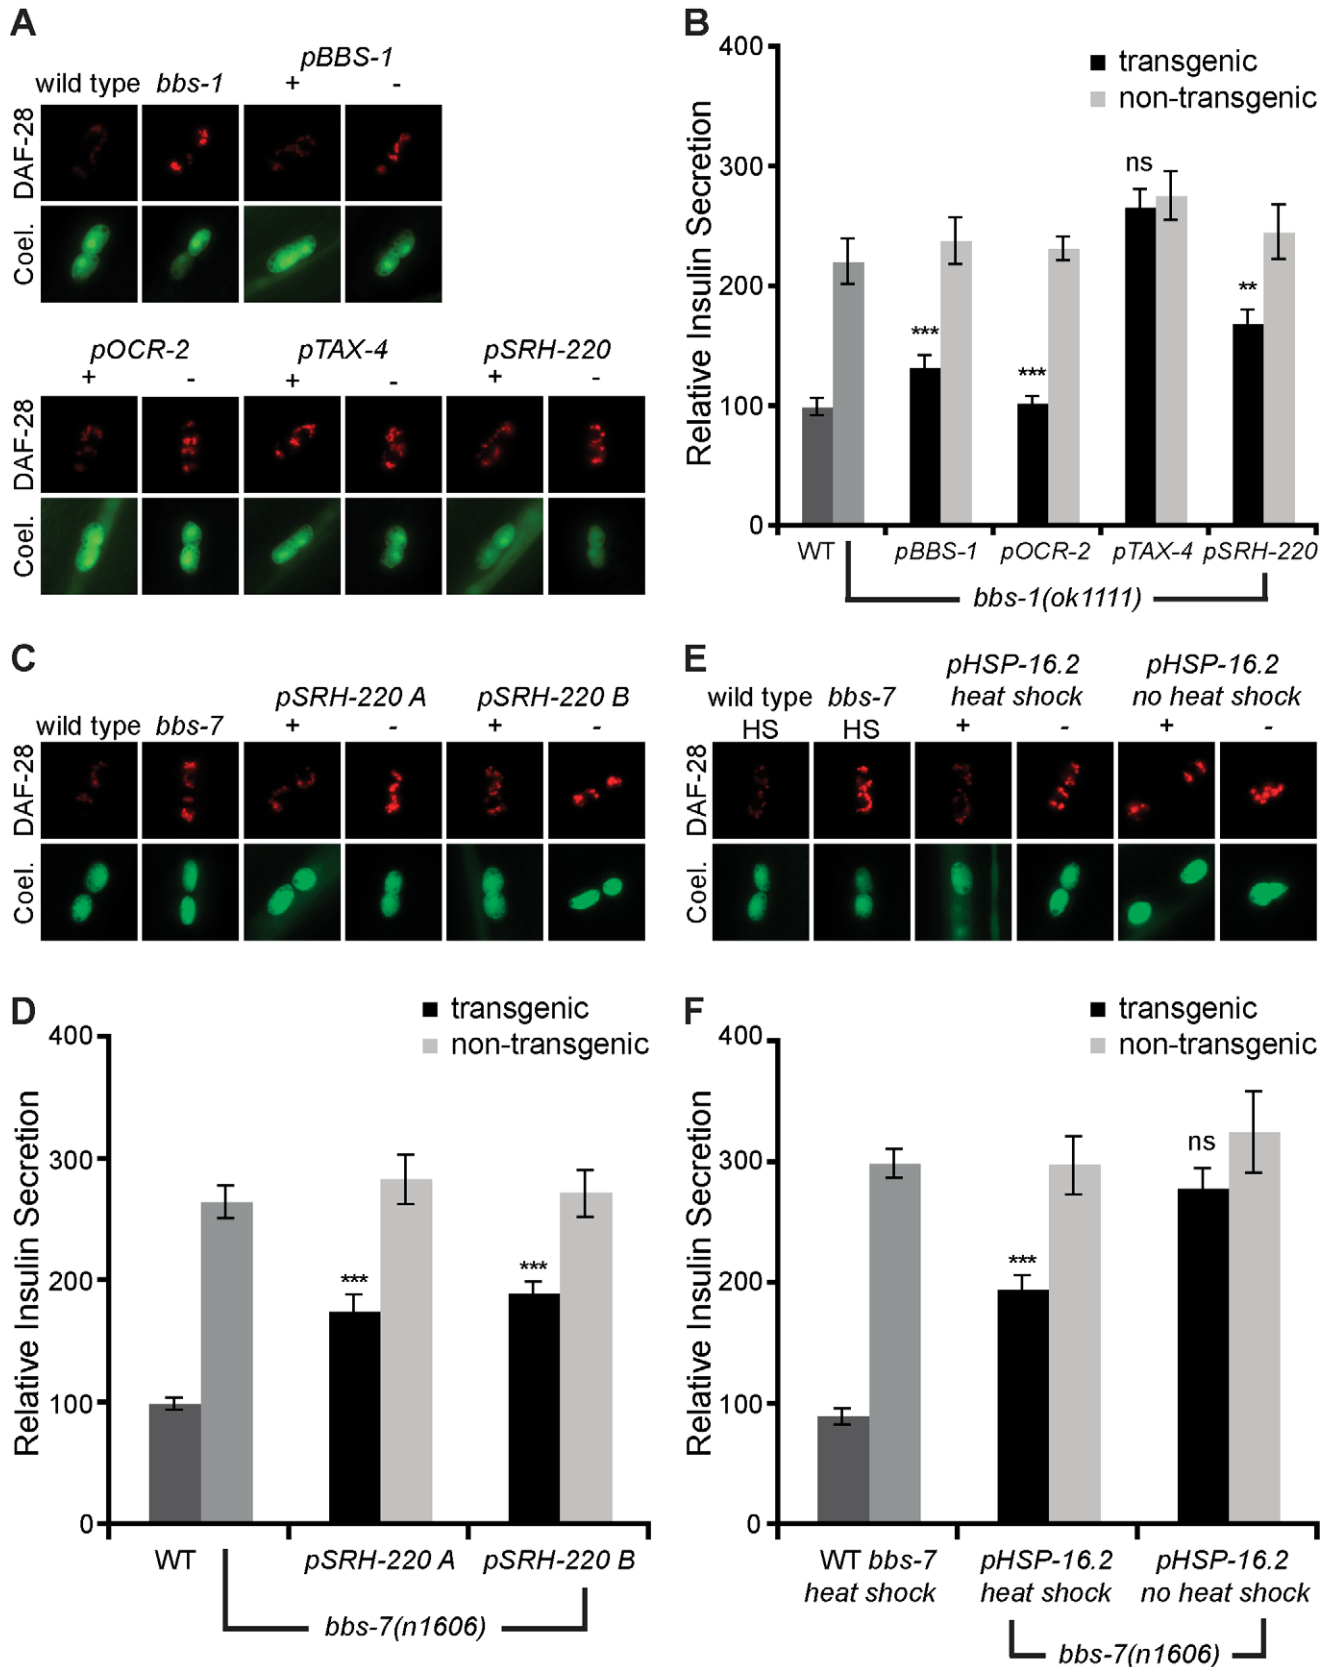 A
pBBS-1
wild type bbs-1 + -
DAF-28
Coel.
pOCR-2 pTAX-4 pSRH-220
+ - + - + -
DAF-28
Coel.
B
400
300
200
100
0
Relative Insulin Secretion
transgenic
non-transgenic
*** *** ns **
WT pBBS-1 pOCR-2 pTAX-4 pSRH-220
bbs-1(ok1111)
C
pSRH-220 A pSRH-220 B
wild type bbs-7 + - + -
DAF-28
Coel.
E
pHSP-16.2 pHSP-16.2
wild type bbs-7 heat shock no heat shock
HS HS + - + -
DAF-28
Coel.
D
400
300
200
100
0
Relative Insulin Secretion
transgenic
non-transgenic
*** ***
WT pSRH-220 A pSRH-220 B
bbs-7(n1606)
F
400
300
200
100
0
Relative Insulin Secretion
transgenic
non-transgenic
*** ns
WT bbs-7 pHSP-16.2 pHSP-16.2
heat shock heat shock no heat shock
bbs-7(n1606)